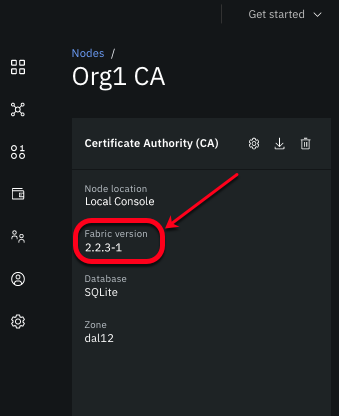 Get started
Nodes /
Org1 CA
Certificate Authority (CA)
Node location
Local Console
Fabric version
2.2.3-1
Database
SQLite
Zone
dal12